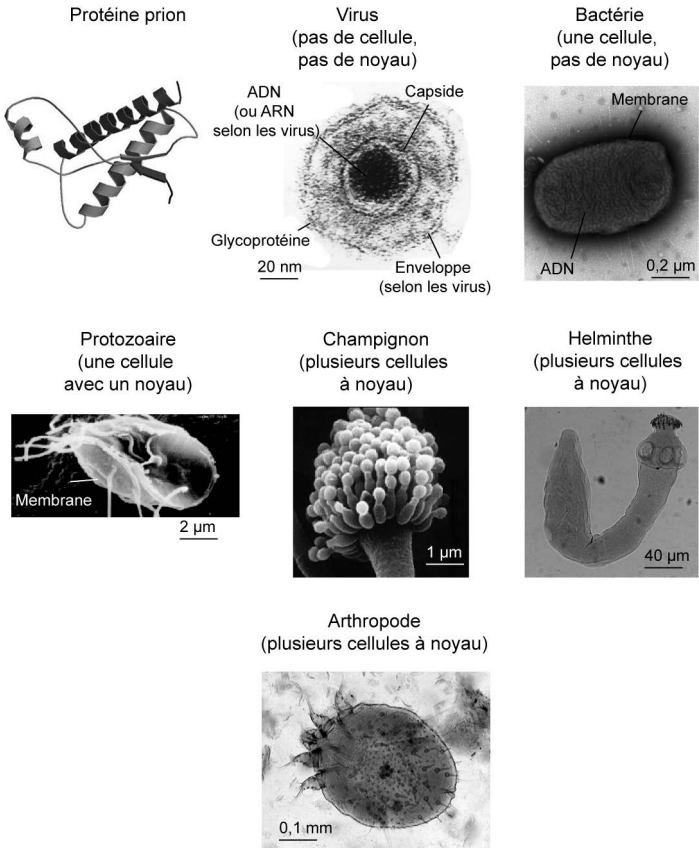 Protéine prion
Virus
(pas de cellule,
pas de noyau)
Bactérie
(une cellule,
pas de noyau)
ADN
(ou ARN
selon les virus)
Capside
Glycoprotéine
20 nm
Enveloppe
(selon les virus)
Membrane
ADN
0,2 µm
Protozoaire
(une cellule
avec un noyau)
Champignon
(plusieurs cellules
à noyau)
Helminthe
(plusieurs cellules
à noyau)
Membrane
2 µm
1 µm
40 µm
Arthropode
(plusieurs cellules à noyau)
0,1 mm